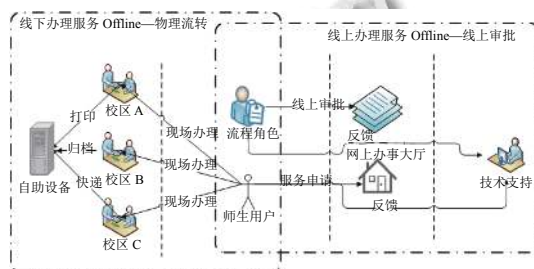 线下办理服务 Offline—物理流转
线上办理服务 Offline—线上审批
校区 A
打印
线上审批
现场办理
流程角色
反馈
归档
网上办事大厅
现场办理
自助设备
快递
校区 B
服务申请
技术支持
现场办理
师生用户
反馈
校区 C